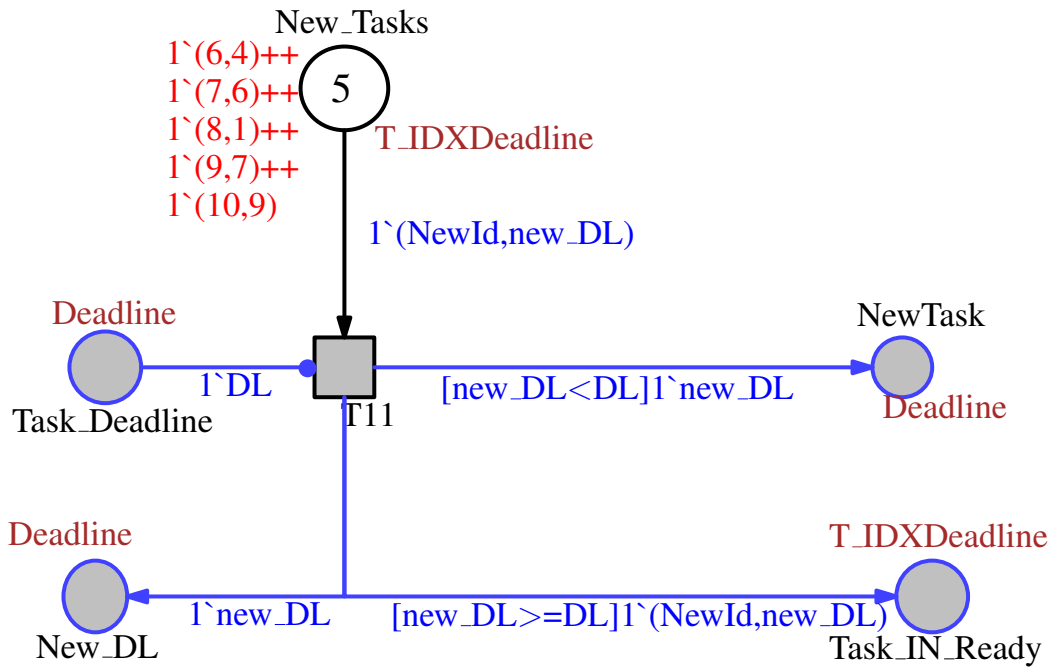 New_Tasks
1`(6,4)++
1`(7,6)++
1`(8,1)++
1`(9,7)++
1`(10,9)
5
T_IDXDeadline
1`(NewId,new_DL)
Deadline
Task_Deadline
1`DL
T11
[new_DL<DL]1`new_DL
NewTask
Deadline
Deadline
New_DL
1`new_DL
[new_DL>=DL]1`(NewId,new_DL)
T_IDXDeadline
Task_IN_Ready